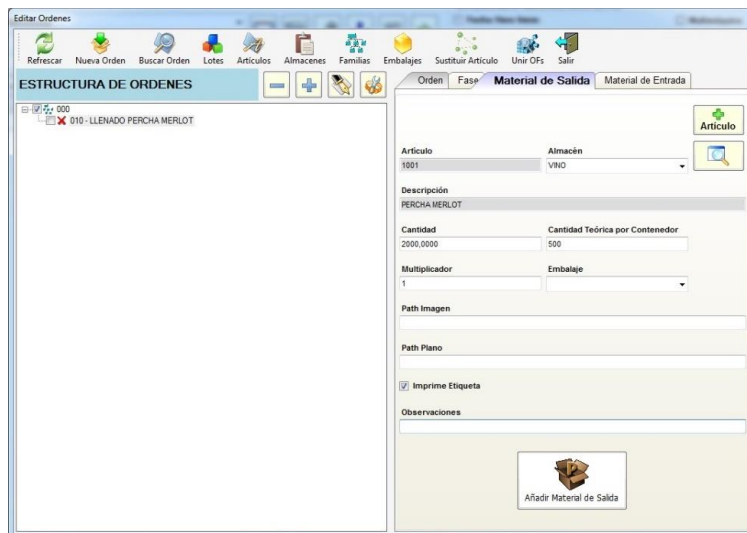 Editar Ordenes
Refrescar Nueva Orden Buscar Orden Lotes Artículos Almacenes Familias Embalajes Sustituir Artículo Unir OFs Salir
ESTRUCTURA DE ORDENES
000
010 - LLENADO PERCHA MERLOT
Orden Fase Material de Salida Material de Entrada
Artículo
Artículo Almacén
1001 VINO
Descripción
PERCHA MERLOT
Cantidad Cantidad Teórica por Contenedor
2000,0000 500
Multiplicador Embalaje
1
Path Imagen
Path Plano
Imprime Etiqueta
Observaciones
Añadir Material de Salida